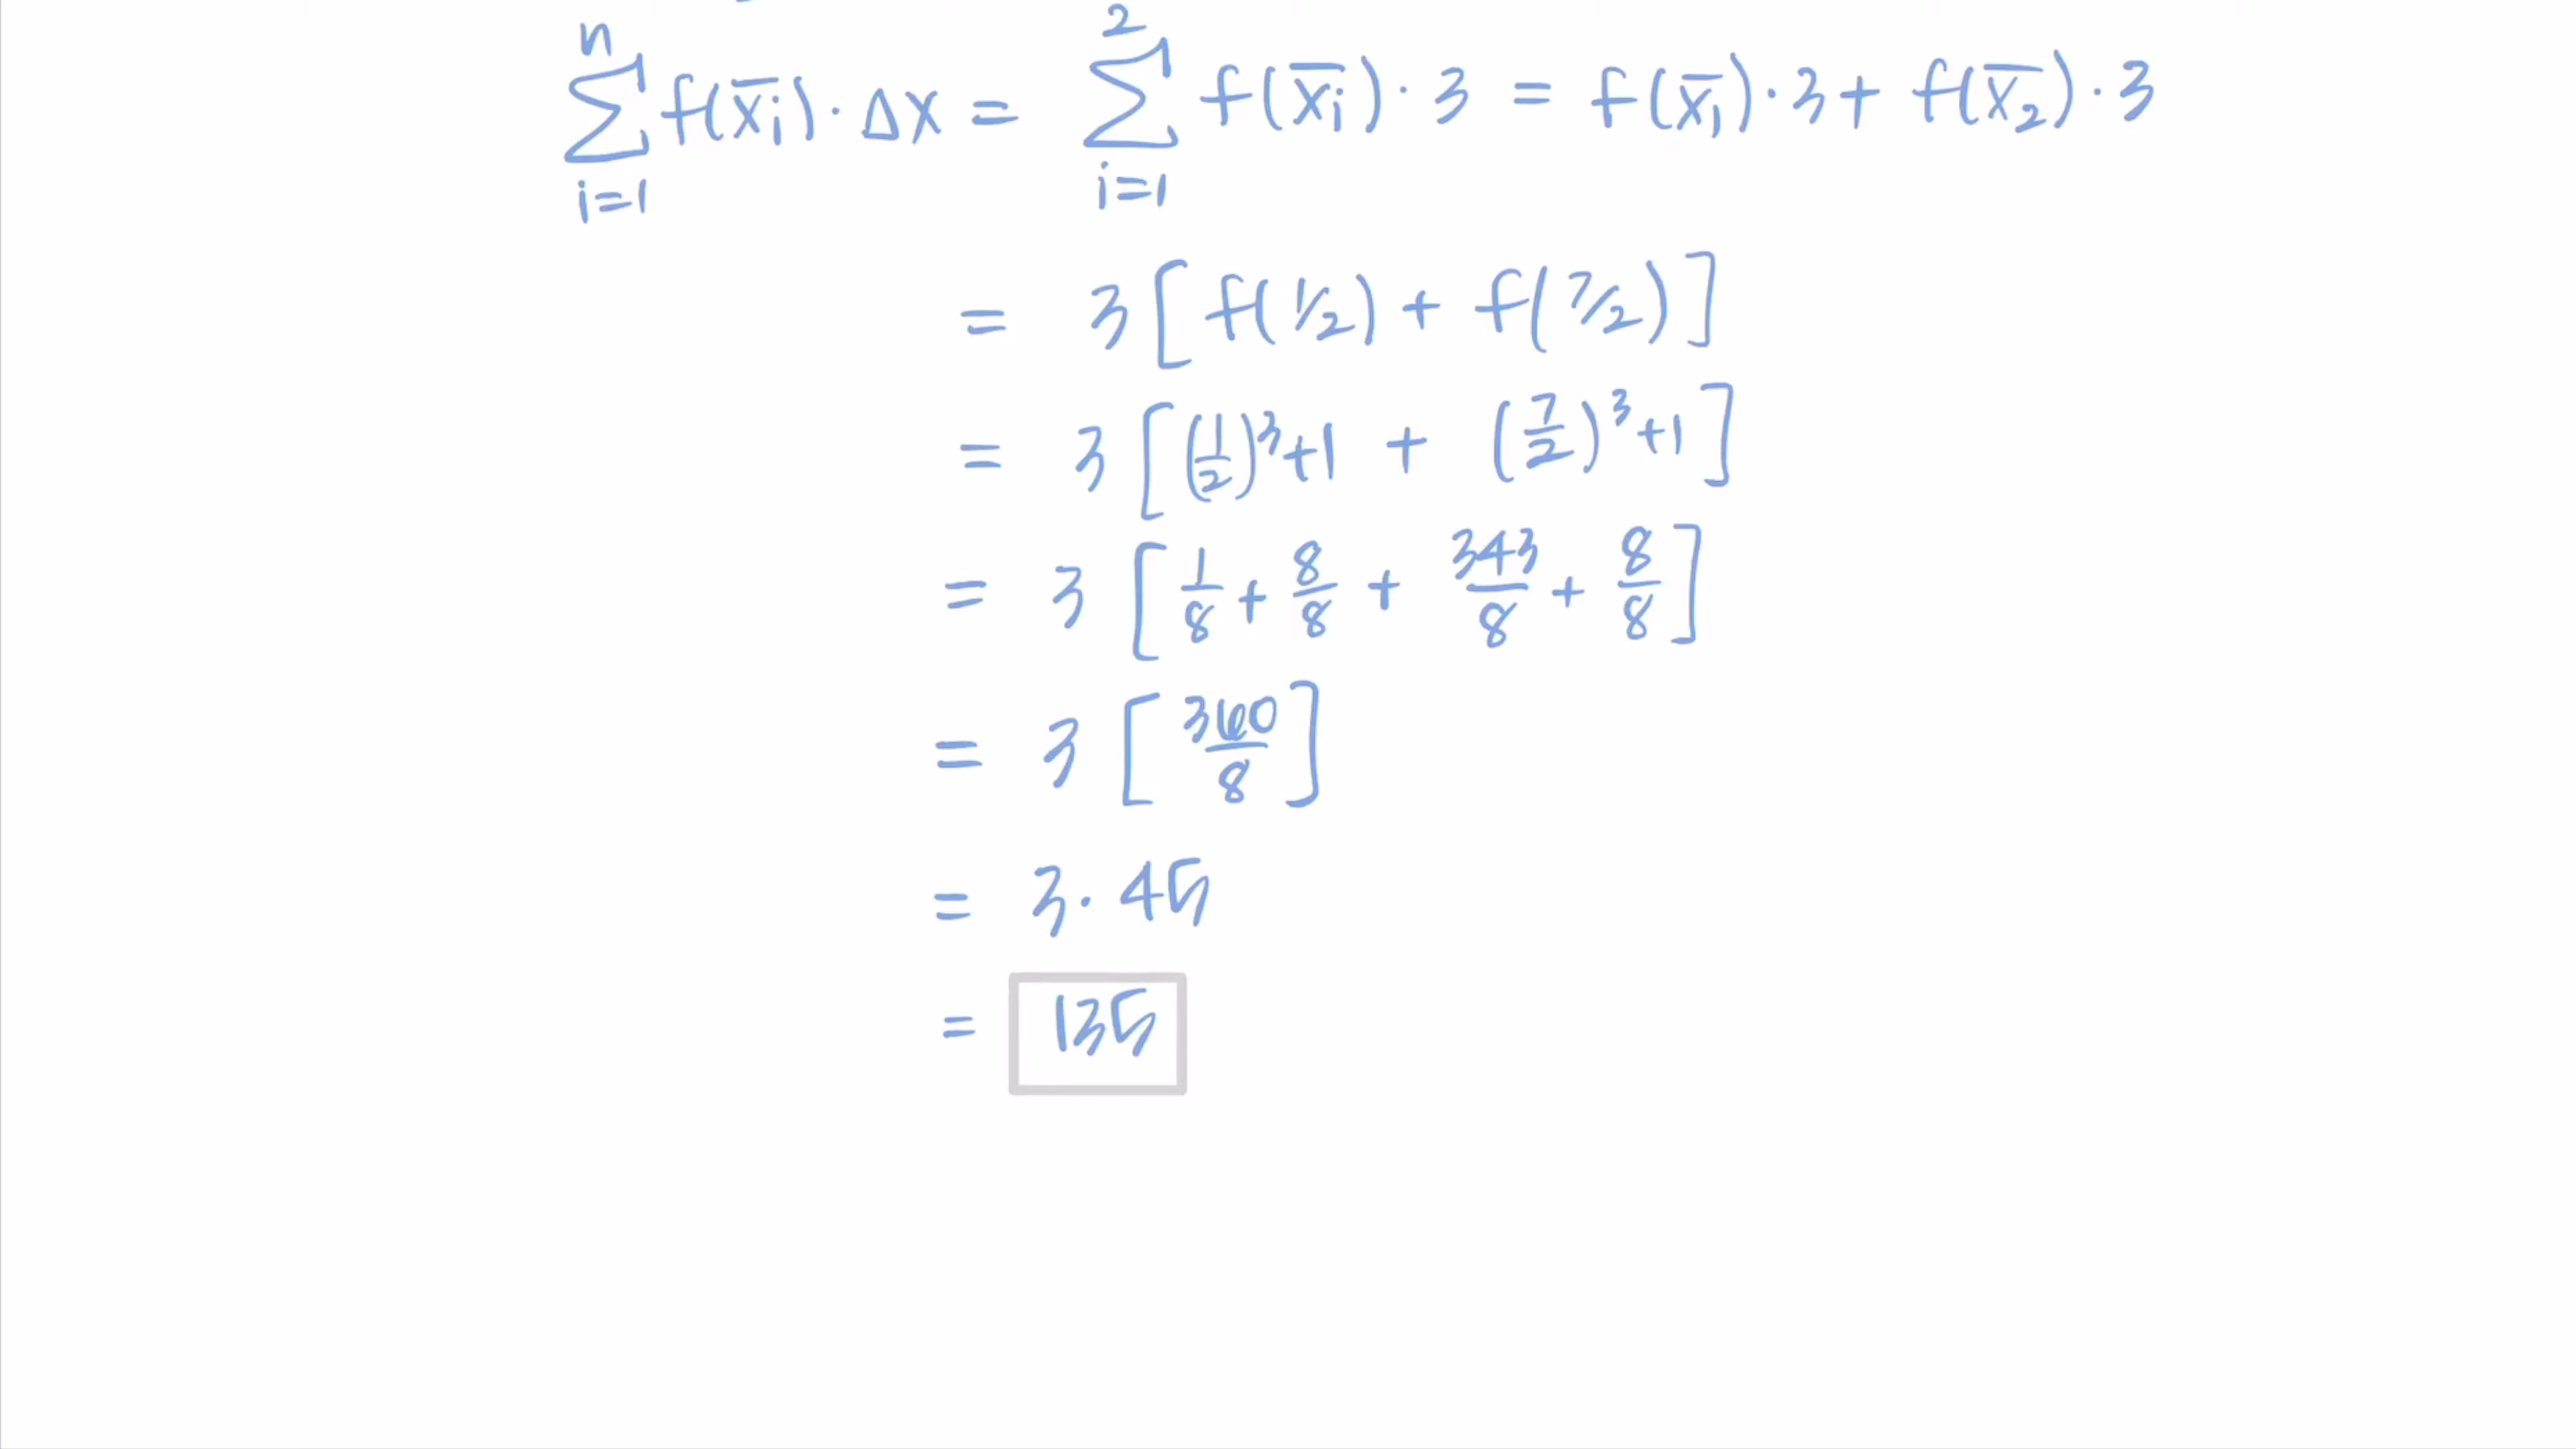 n 2
∑ f(x̄ᵢ) · Δx = ∑ f(x̄ᵢ) · 3 = f(x̄₁) · 3 + f(x̄₂) · 3
i=1 i=1
= 3 [ f(1/2) + f(7/2) ]
= 3 [ (1/2)³ + 1 + (7/2)³ + 1 ]
= 3 [ 1/8 + 8/8 + 343/8 + 8/8 ]
= 3 [ 360/8 ]
= 3 · 45
= 135